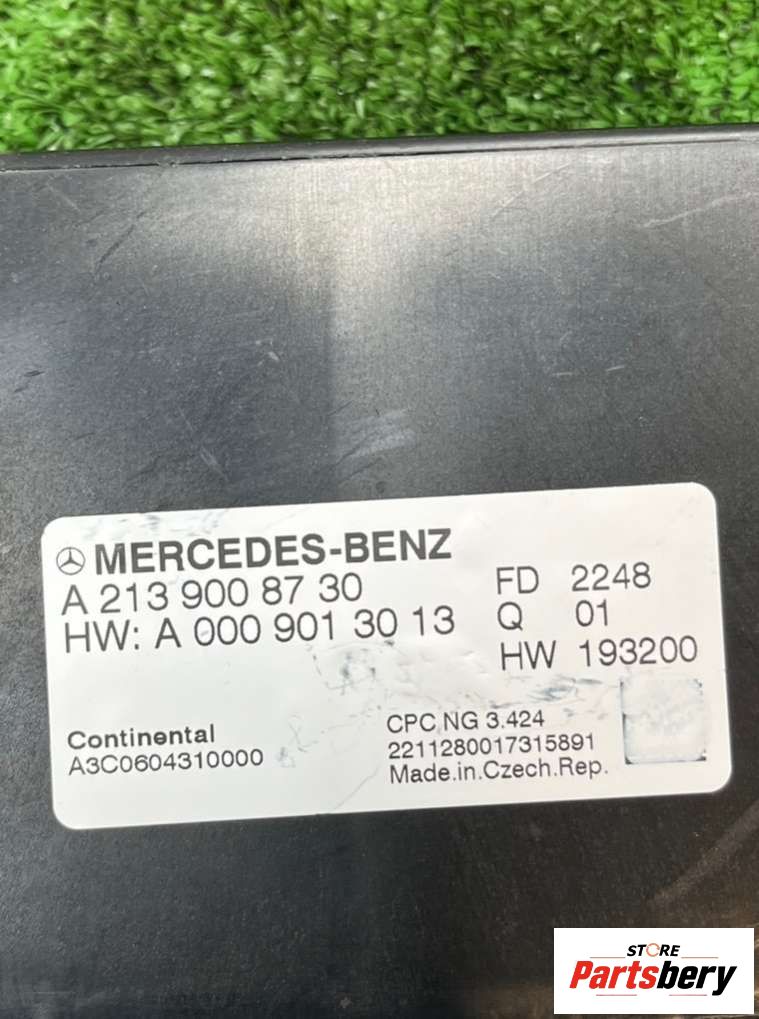 MERCEDES-BENZ
A 213 900 87 30
HW: A 000 901 30 13
FD 2248
Q 01
HW 193200
Continental
A3C0604310000
CPC NG 3.424
2211280017315891
Made.in.Czech.Rep.
STORE
Partsbery